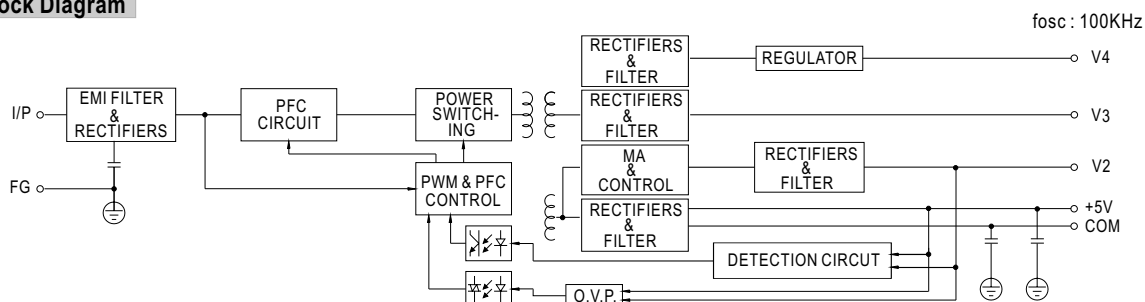 ock Diagram
fosc : 100KHz
RECTIFIERS
&
FILTER
REGULATOR
V4
I/P
EMI FILTER
&
RECTIFIERS
PFC
CIRCUIT
POWER
SWITCH-
ING
RECTIFIERS
&
FILTER
V3
MA
&
CONTROL
RECTIFIERS
&
FILTER
V2
FG
PWM & PFC
CONTROL
RECTIFIERS
&
FILTER
+5V
COM
DETECTION CIRCUT
O.V.P.